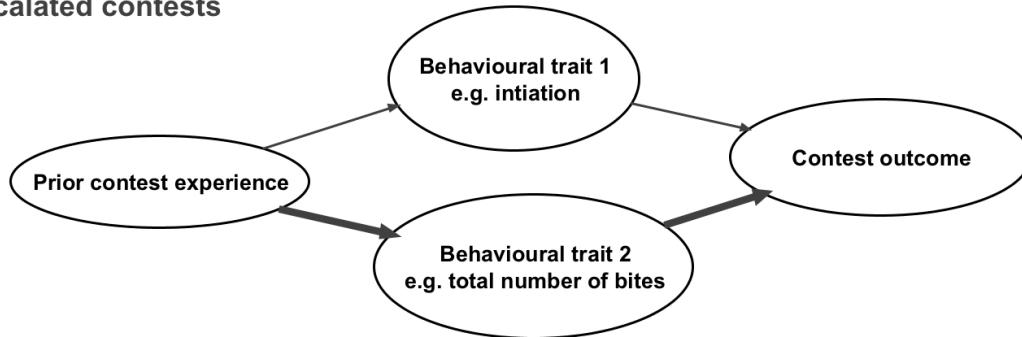 calated contests
Behavioural trait 1
e.g. intiation
Contest outcome
Prior contest experience
Behavioural trait 2
e.g. total number of bites